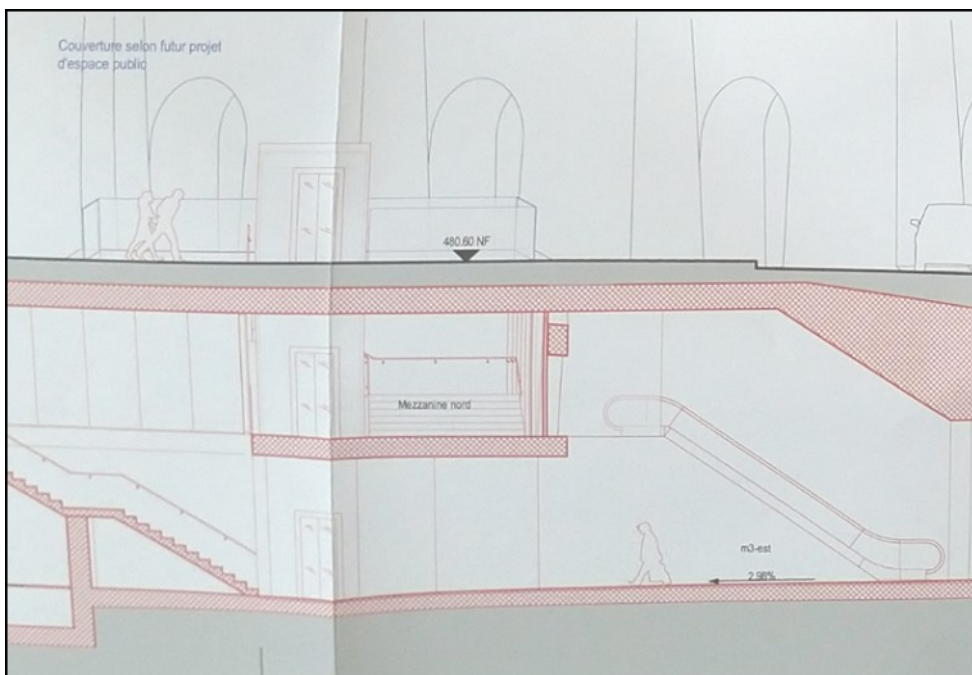 Couverture selon futur projet
d'espace public
480.60 NF
Mezzanine nord
m3-est
2.98%